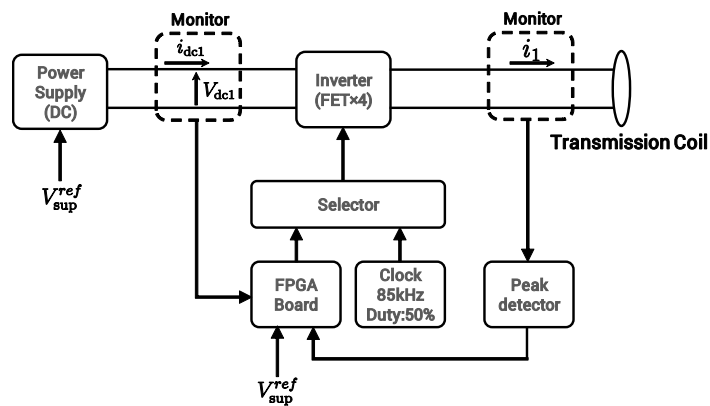 Monitor
Monitor
i_dc1
i_1
Power
Supply
(DC)
V_dc1
Inverter
(FET×4)
Transmission Coil
V_sup^ref
Selector
FPGA
Board
Clock
85kHz
Duty:50%
Peak
detector
V_sup^ref